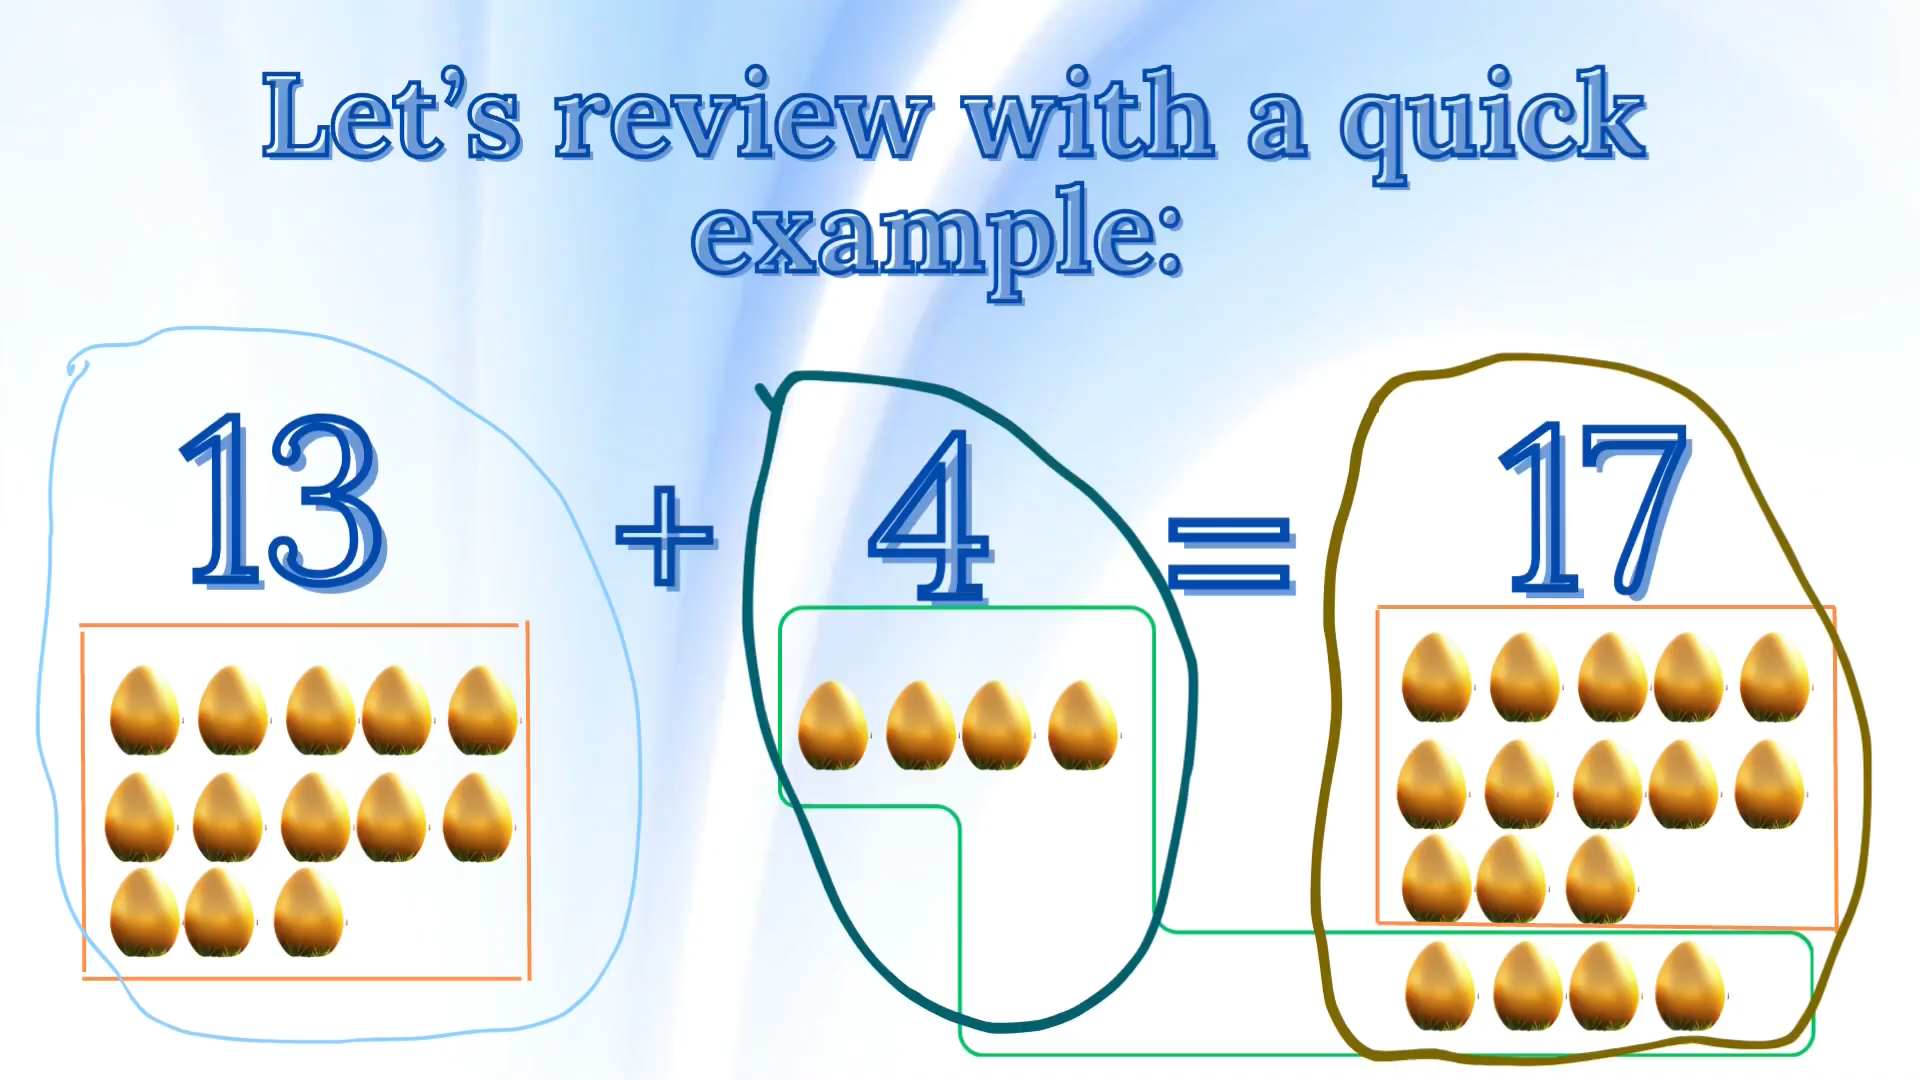 Let’s review with a quick
example:
13 + 4 = 17